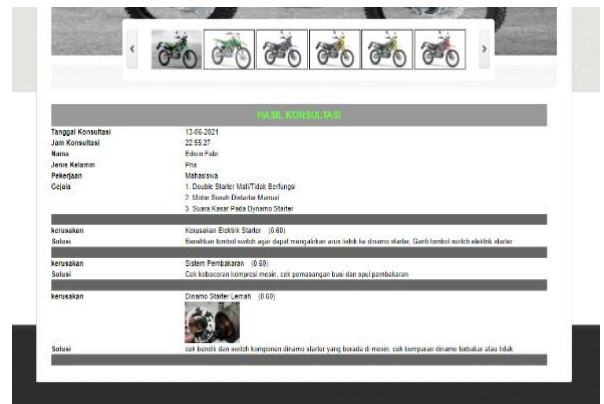 HASIL KONSULTASI
Tanggal Konsultasi 13-06-2021
Jam Konsultasi 22:55:27
Nama Edwin Febr
Jenis Kelamin Pria
Pekerjaan Mahasiswa
Gejala 1. Double Starter Mati/Tidak Berfungsi
2. Motor Susah Distarter Manual
3. Suara Kasar Pada Dynamo Starter
kerusakan Kerusakan Elektrik Starter (0.60)
Solusi Bersihkan tombol switch agar dapat mengalirkan arus listrik ke dinamo starter, Ganti tombol switch elektrik starter
kerusakan Sistem Pembakaran (0.60)
Solusi Cek kebocoran kompresi mesin, cek pemasangan busi dan spul pembakaran
kerusakan Dinamo Starter Lemah (0.60)
Solusi cek bendik dan switch komponen dinamo starter yang berada di mesin, cek kumparan dinamo terbakar atau tidak